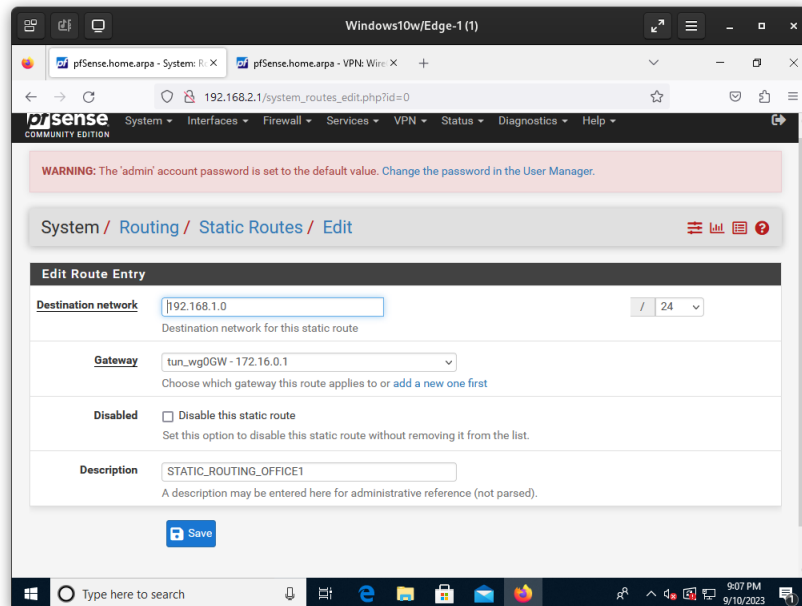 Windows10w/Edge-1 (1)
pfSense.home.arpa - System: R
pfSense.home.arpa - VPN: Wire
192.168.2.1/system_routes_edit.php?id=0
pfsense
COMMUNITY EDITION
System Interfaces Firewall Services VPN Status Diagnostics Help
WARNING: The 'admin' account password is set to the default value. Change the password in the User Manager.
System / Routing / Static Routes / Edit
Edit Route Entry
Destination network 192.168.1.0 / 24
Destination network for this static route
Gateway tun_wg0GW - 172.16.0.1
Choose which gateway this route applies to or add a new one first
Disabled Disable this static route
Set this option to disable this static route without removing it from the list.
Description STATIC_ROUTING_OFFICE1
A description may be entered here for administrative reference (not parsed).
Save
Type here to search
9:07 PM
9/10/2023
1